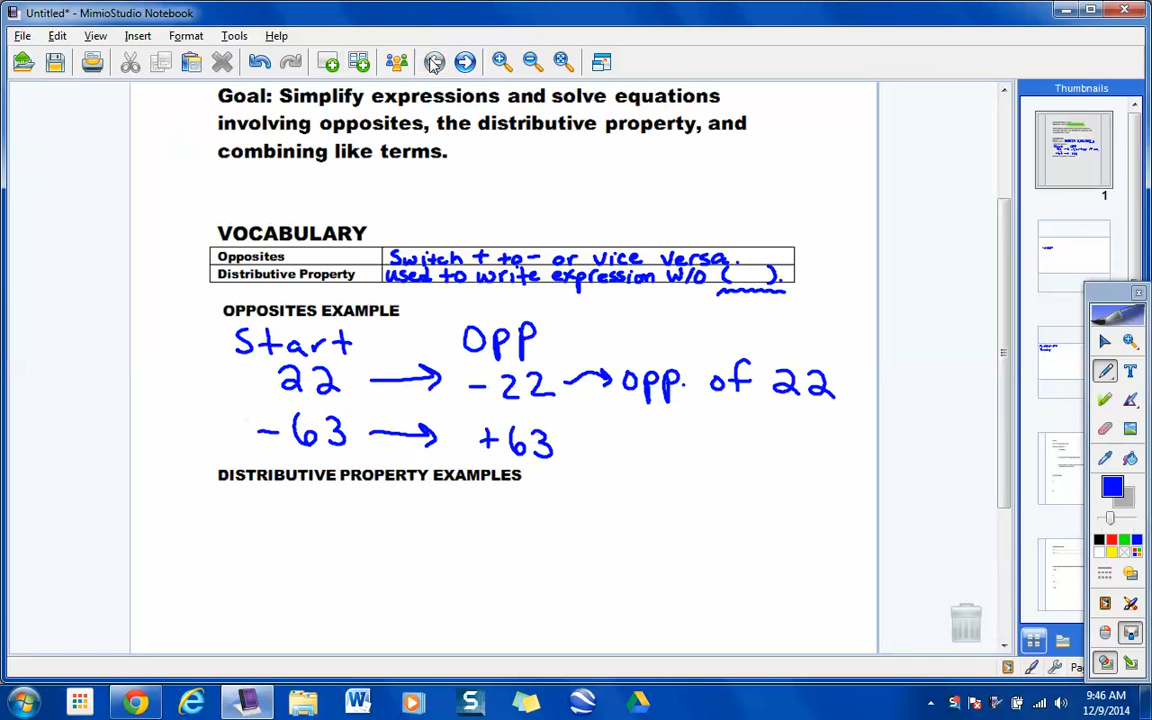 Untitled* - MimioStudio Notebook
File Edit View Insert Format Tools Help
Goal: Simplify expressions and solve equations
involving opposites, the distributive property, and
combining like terms.
Thumbnails
1
VOCABULARY
Opposites Switch + to - or vice versa.
Distributive Property used to write expression w/o ( ).
OPPOSITES EXAMPLE
Start OPP
22 → -22 → opp. of 22
-63 → +63
DISTRIBUTIVE PROPERTY EXAMPLES
9:46 AM
12/9/2014